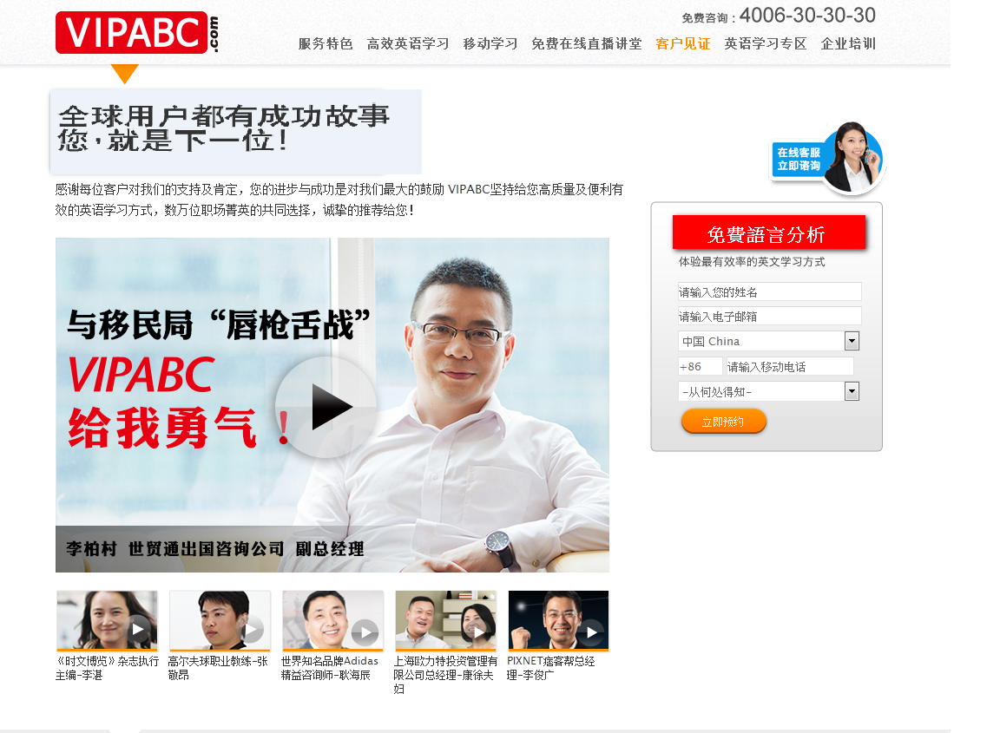 VIPABC.com
免费咨询：4006-30-30-30
服务特色 高效英语学习 移动学习 免费在线直播讲堂 客户见证 英语学习专区 企业培训
全球用户都有成功故事
您，就是下一位！
在线客服
立即谘询
感谢每位客户对我们的支持及肯定，您的进步与成功是对我们最大的鼓励 VIPABC坚持给您高质量及便利有
效的英语学习方式，数万位职场菁英的共同选择，诚挚的推荐给您！
与移民局“唇枪舌战”
VIPABC
给我勇气！
李柏村 世贸通出国咨询公司 副总经理
免費語言分析
体验最有效率的英文学习方式
请输入您的姓名
请输入电子邮箱
中国 China
+86 请输入移动电话
-从何处得知-
立即预约
《时文博览》杂志执行
主编-李湛
高尔夫球职业教练-张
敬昂
世界知名品牌Adidas
精益咨询师-耿海辰
上海欧力特投资管理有
限公司总经理-康徐夫
妇
PIXNET痞客帮总经
理-李俊广